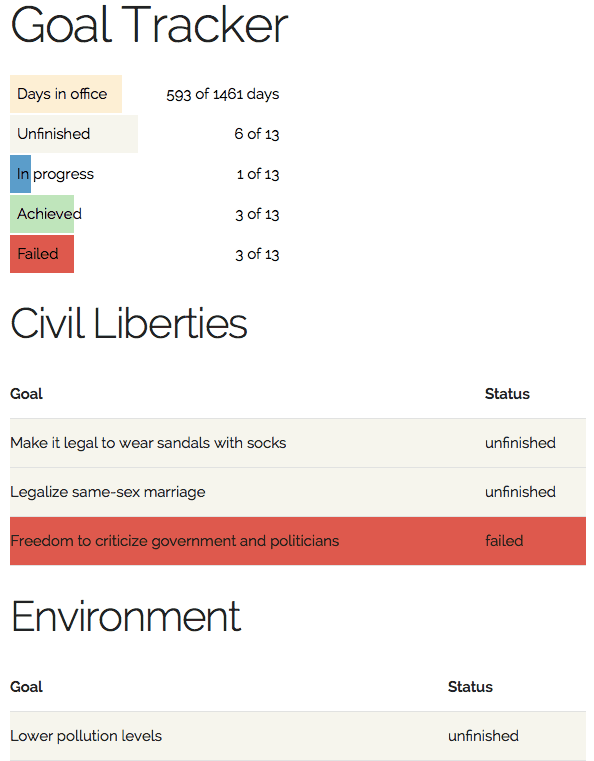 Goal Tracker
Days in office 593 of 1461 days
Unfinished 6 of 13
In progress 1 of 13
Achieved 3 of 13
Failed 3 of 13
Civil Liberties
Goal Status
Make it legal to wear sandals with socks unfinished
Legalize same-sex marriage unfinished
Freedom to criticize government and politicians failed
Environment
Goal Status
Lower pollution levels unfinished